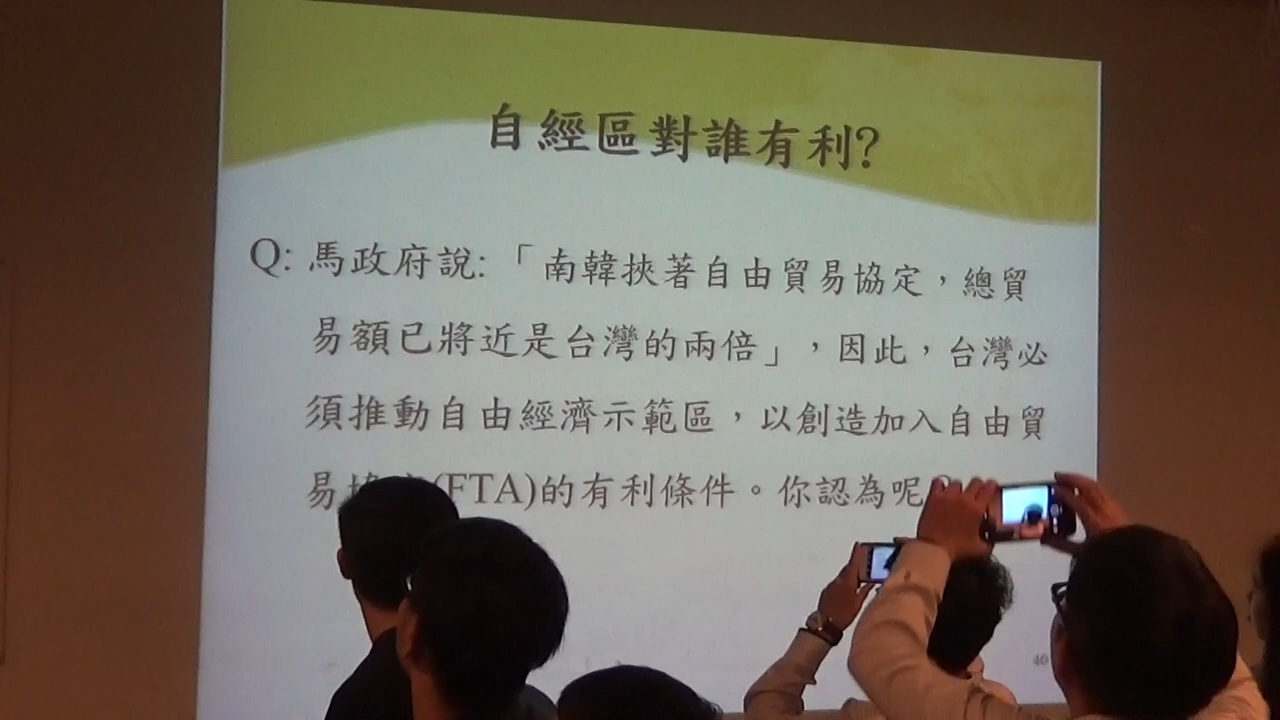 自經區對誰有利?
Q: 馬政府說:「南韓挾著自由貿易協定，總貿
易額已將近是台灣的兩倍」，因此，台灣必
須推動自由經濟示範區，以創造加入自由貿
易協定(FTA)的有利條件。你認為呢?
46